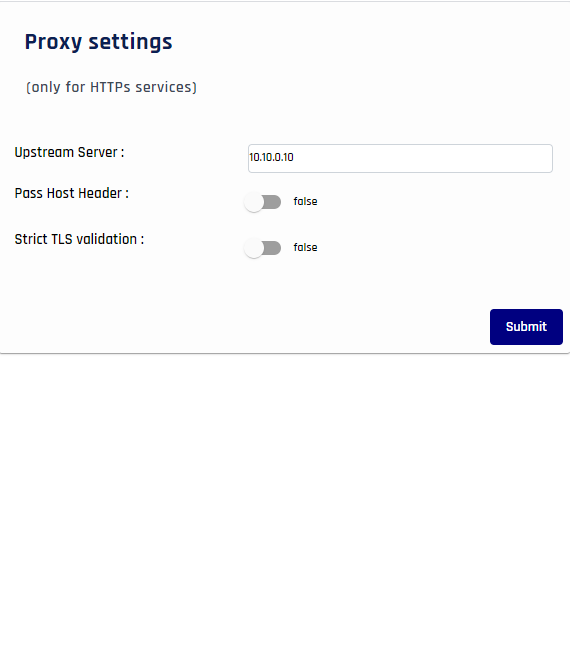 Proxy settings
(only for HTTPs services)
Upstream Server :
10.10.0.10
Pass Host Header :
false
Strict TLS validation :
false
Submit